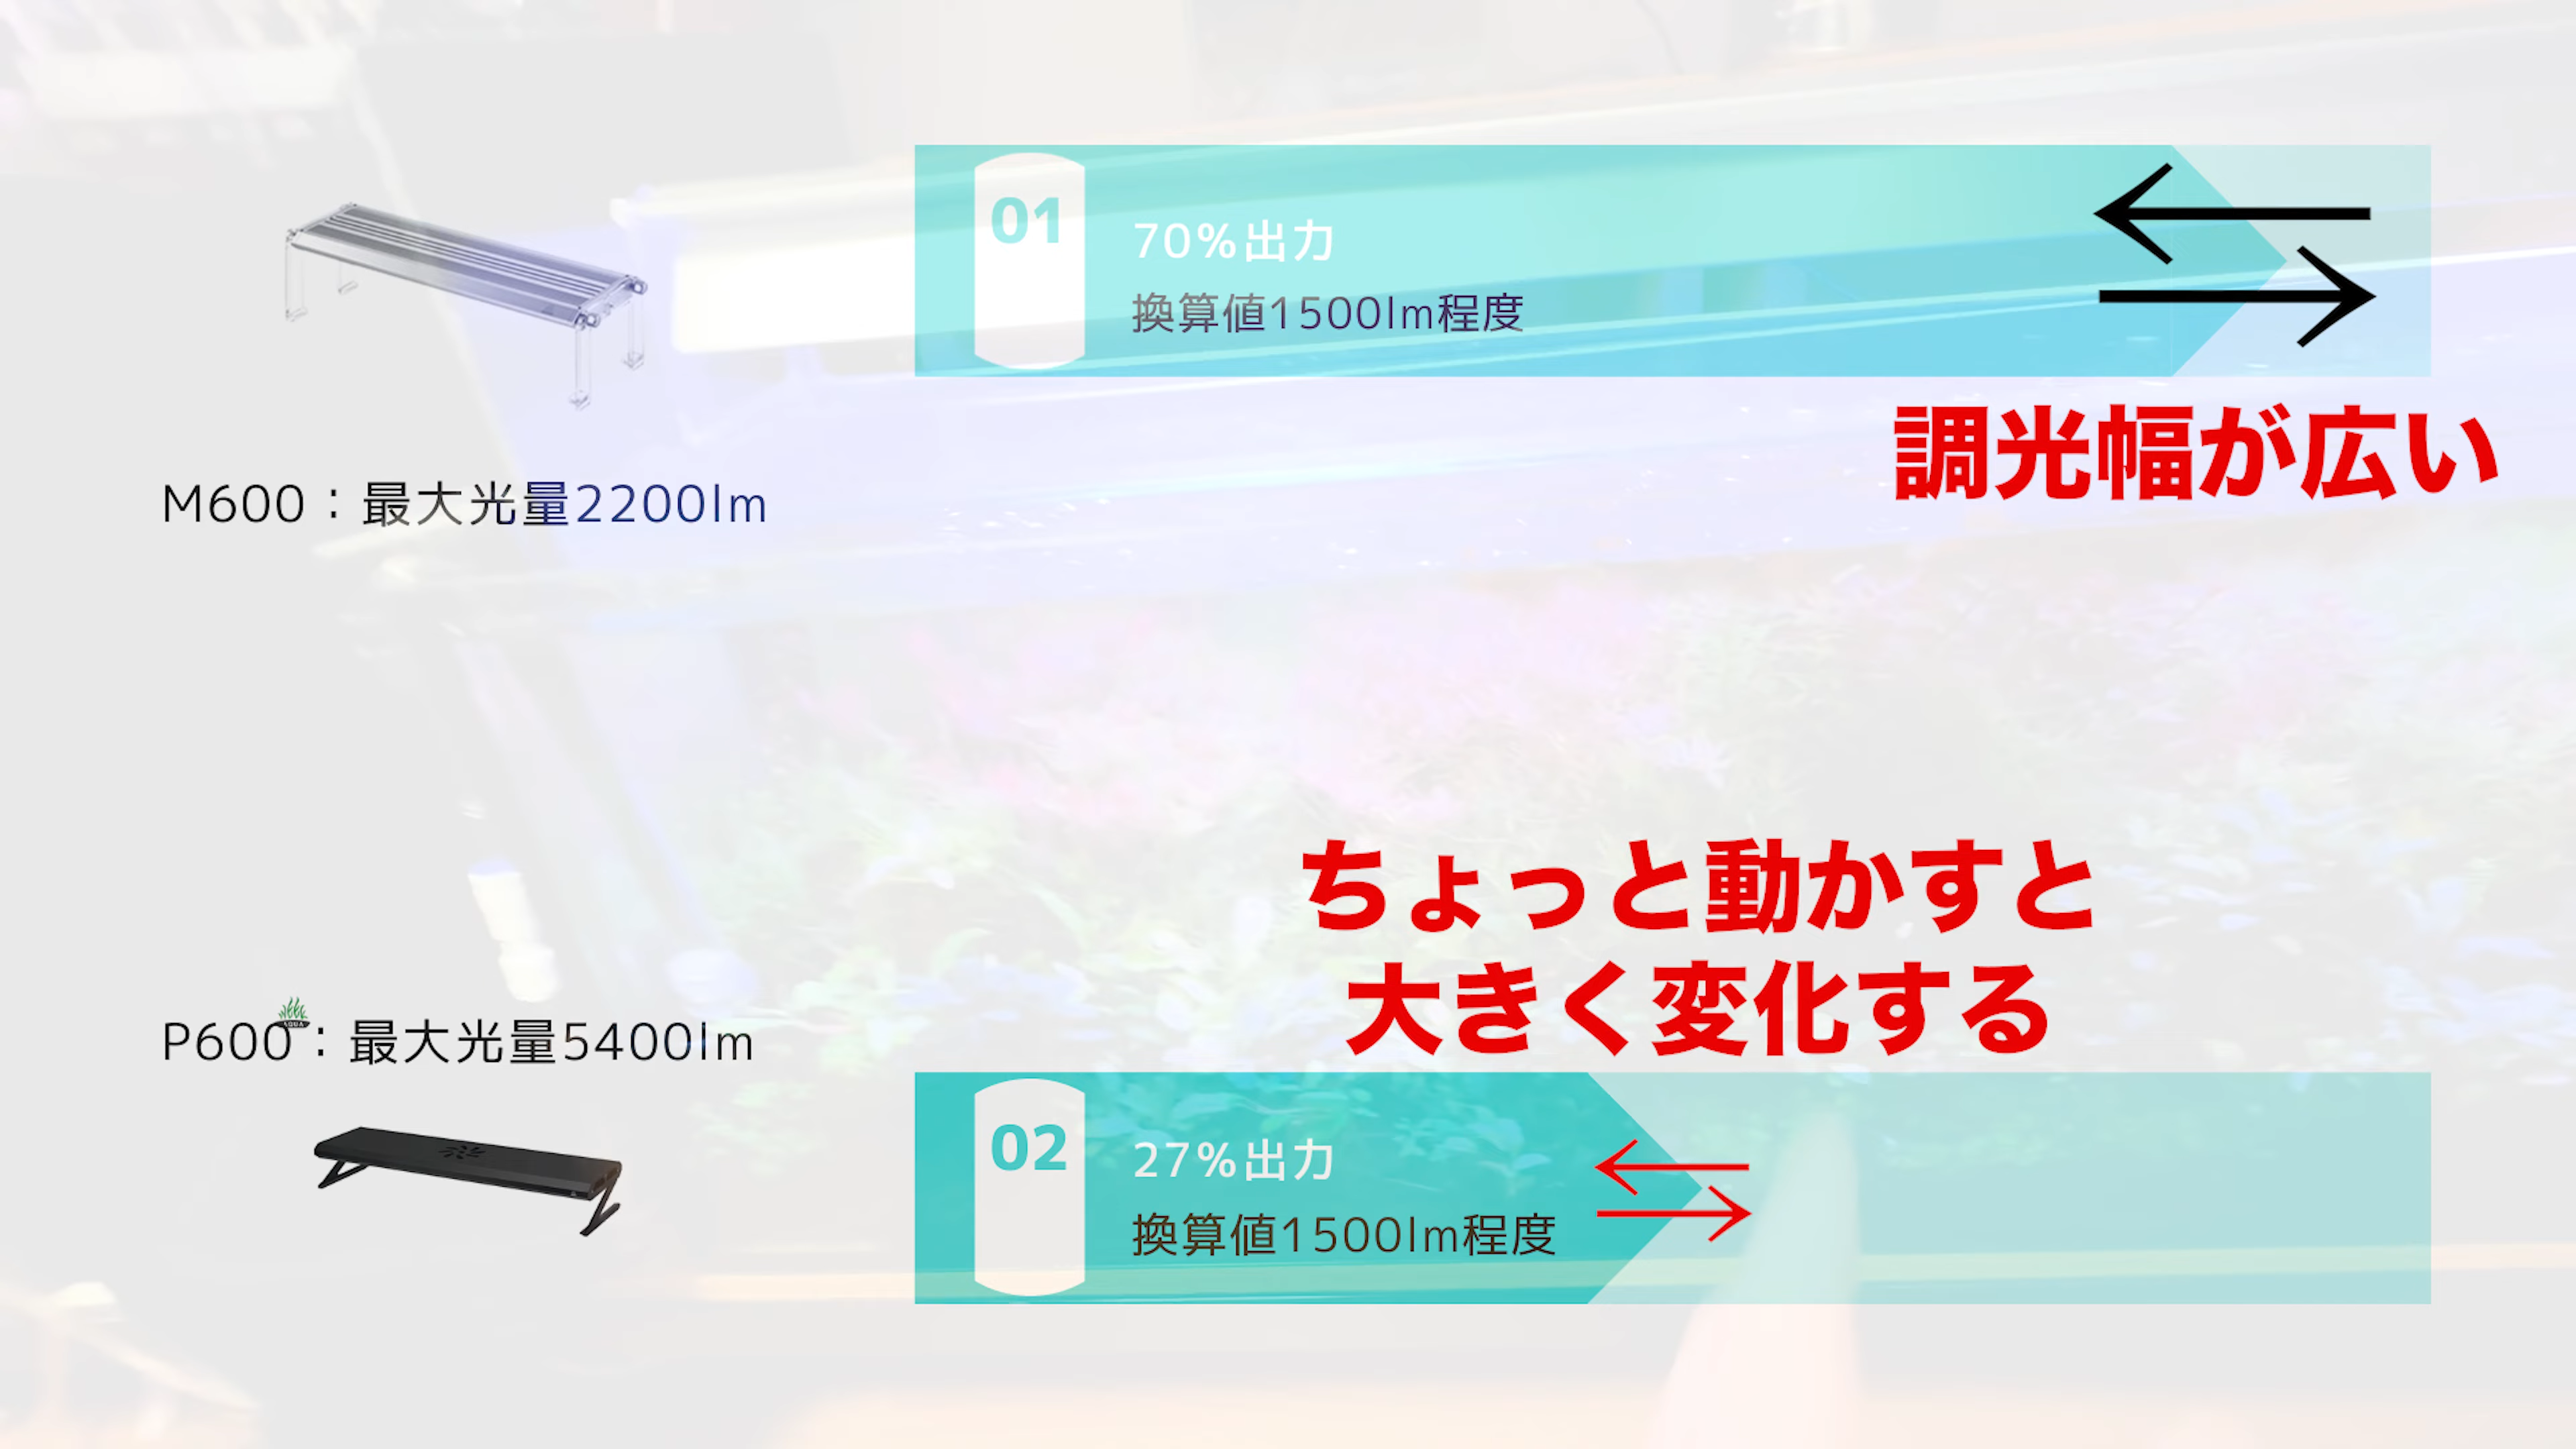 01
70%出力
換算値1500lm程度
調光幅が広い
M600：最大光量2200lm
ちょっと動かすと
大きく変化する
P600：最大光量5400lm
AQUA
02
27%出力
換算値1500lm程度